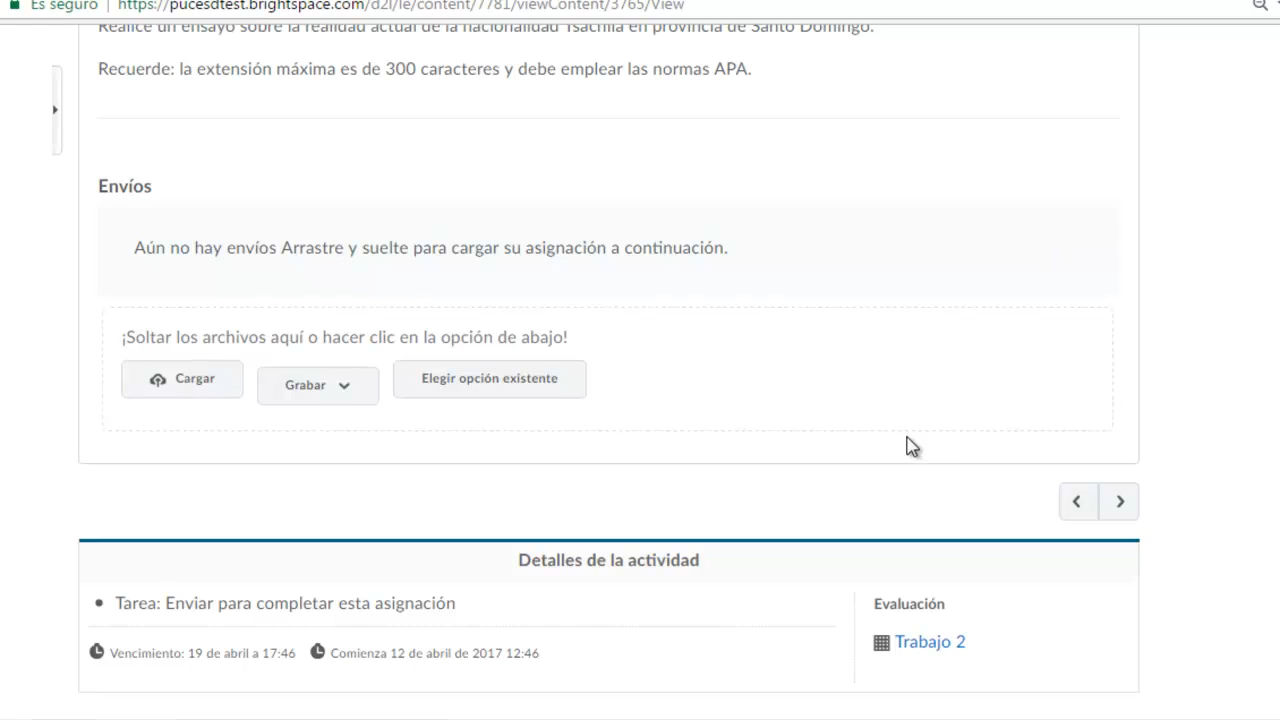 Es seguro | https://pucesdtest.brightspace.com/d2l/le/content/7781/viewContent/3765/View
Realice un ensayo sobre la realidad actual de la nacionalidad Tsáchila en provincia de Santo Domingo.
Recuerde: la extensión máxima es de 300 caracteres y debe emplear las normas APA.
Envíos
Aún no hay envíos Arrastre y suelte para cargar su asignación a continuación.
¡Soltar los archivos aquí o hacer clic en la opción de abajo!
Cargar Grabar Elegir opción existente
Detalles de la actividad
Tarea: Enviar para completar esta asignación
Evaluación
Trabajo 2
Vencimiento: 19 de abril a 17:46 Comienza 12 de abril de 2017 12:46